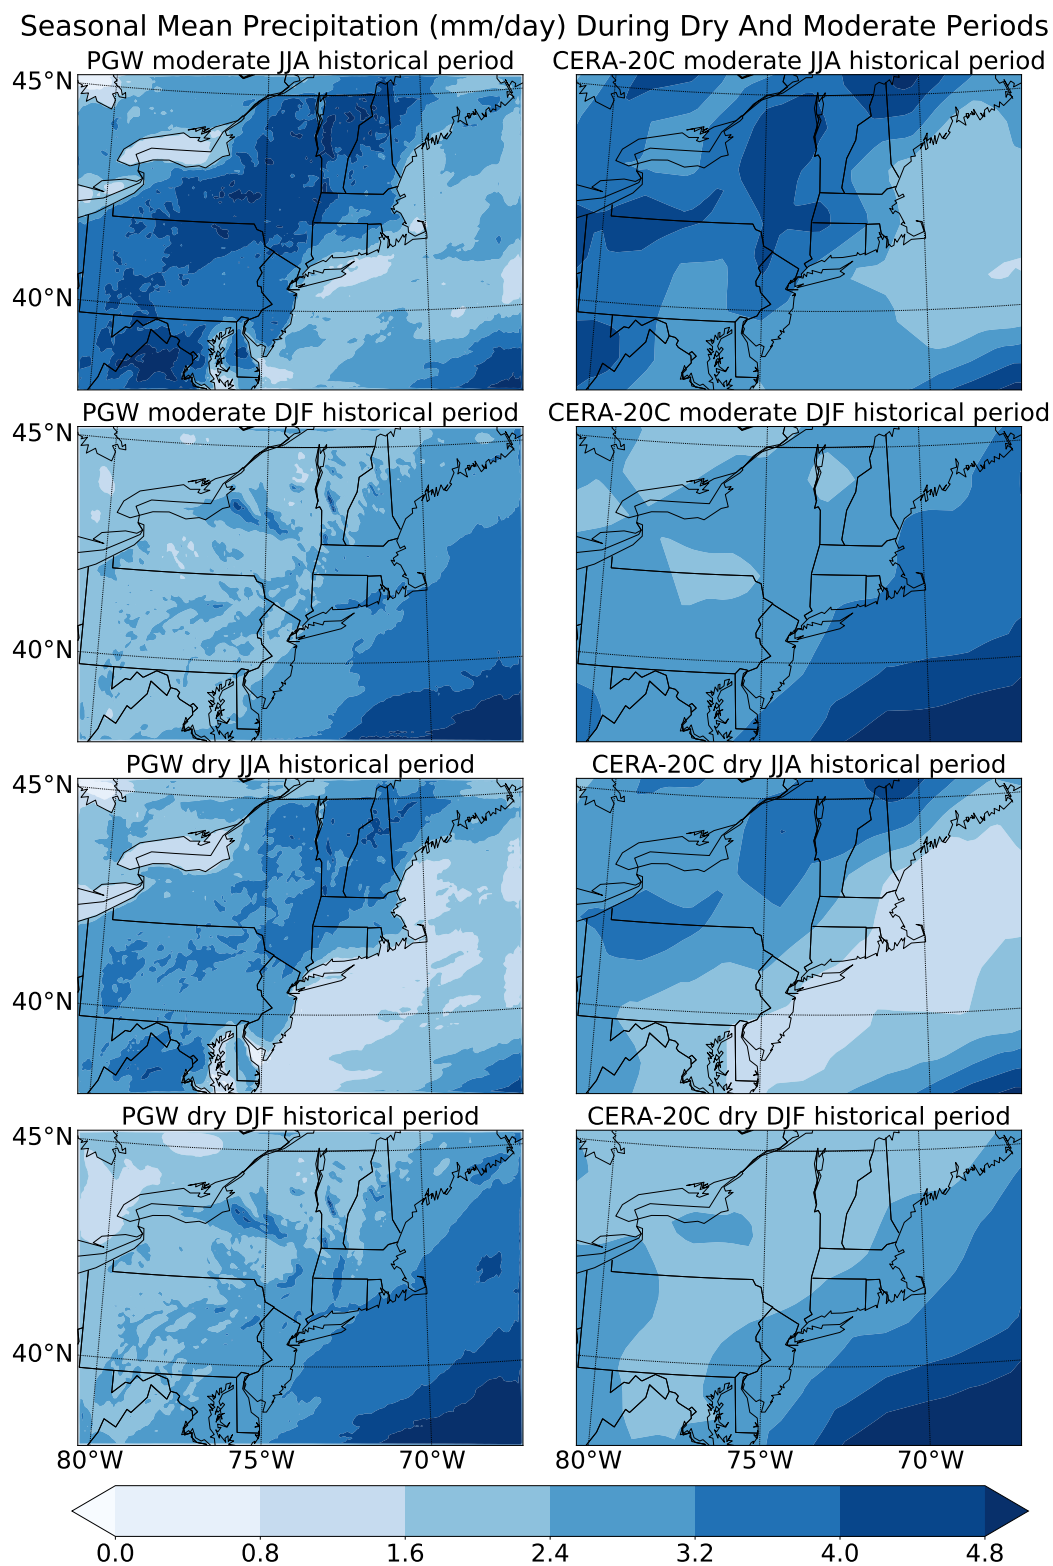 Seasonal Mean Precipitation (mm/day) During Dry And Moderate Periods
PGW moderate JJA historical period
CERA-20C moderate JJA historical period
45°N
40°N
PGW moderate DJF historical period
CERA-20C moderate DJF historical period
45°N
40°N
PGW dry JJA historical period
CERA-20C dry JJA historical period
45°N
40°N
PGW dry DJF historical period
CERA-20C dry DJF historical period
45°N
40°N
80°W 75°W 70°W 80°W 75°W 70°W
0.0 0.8 1.6 2.4 3.2 4.0 4.8